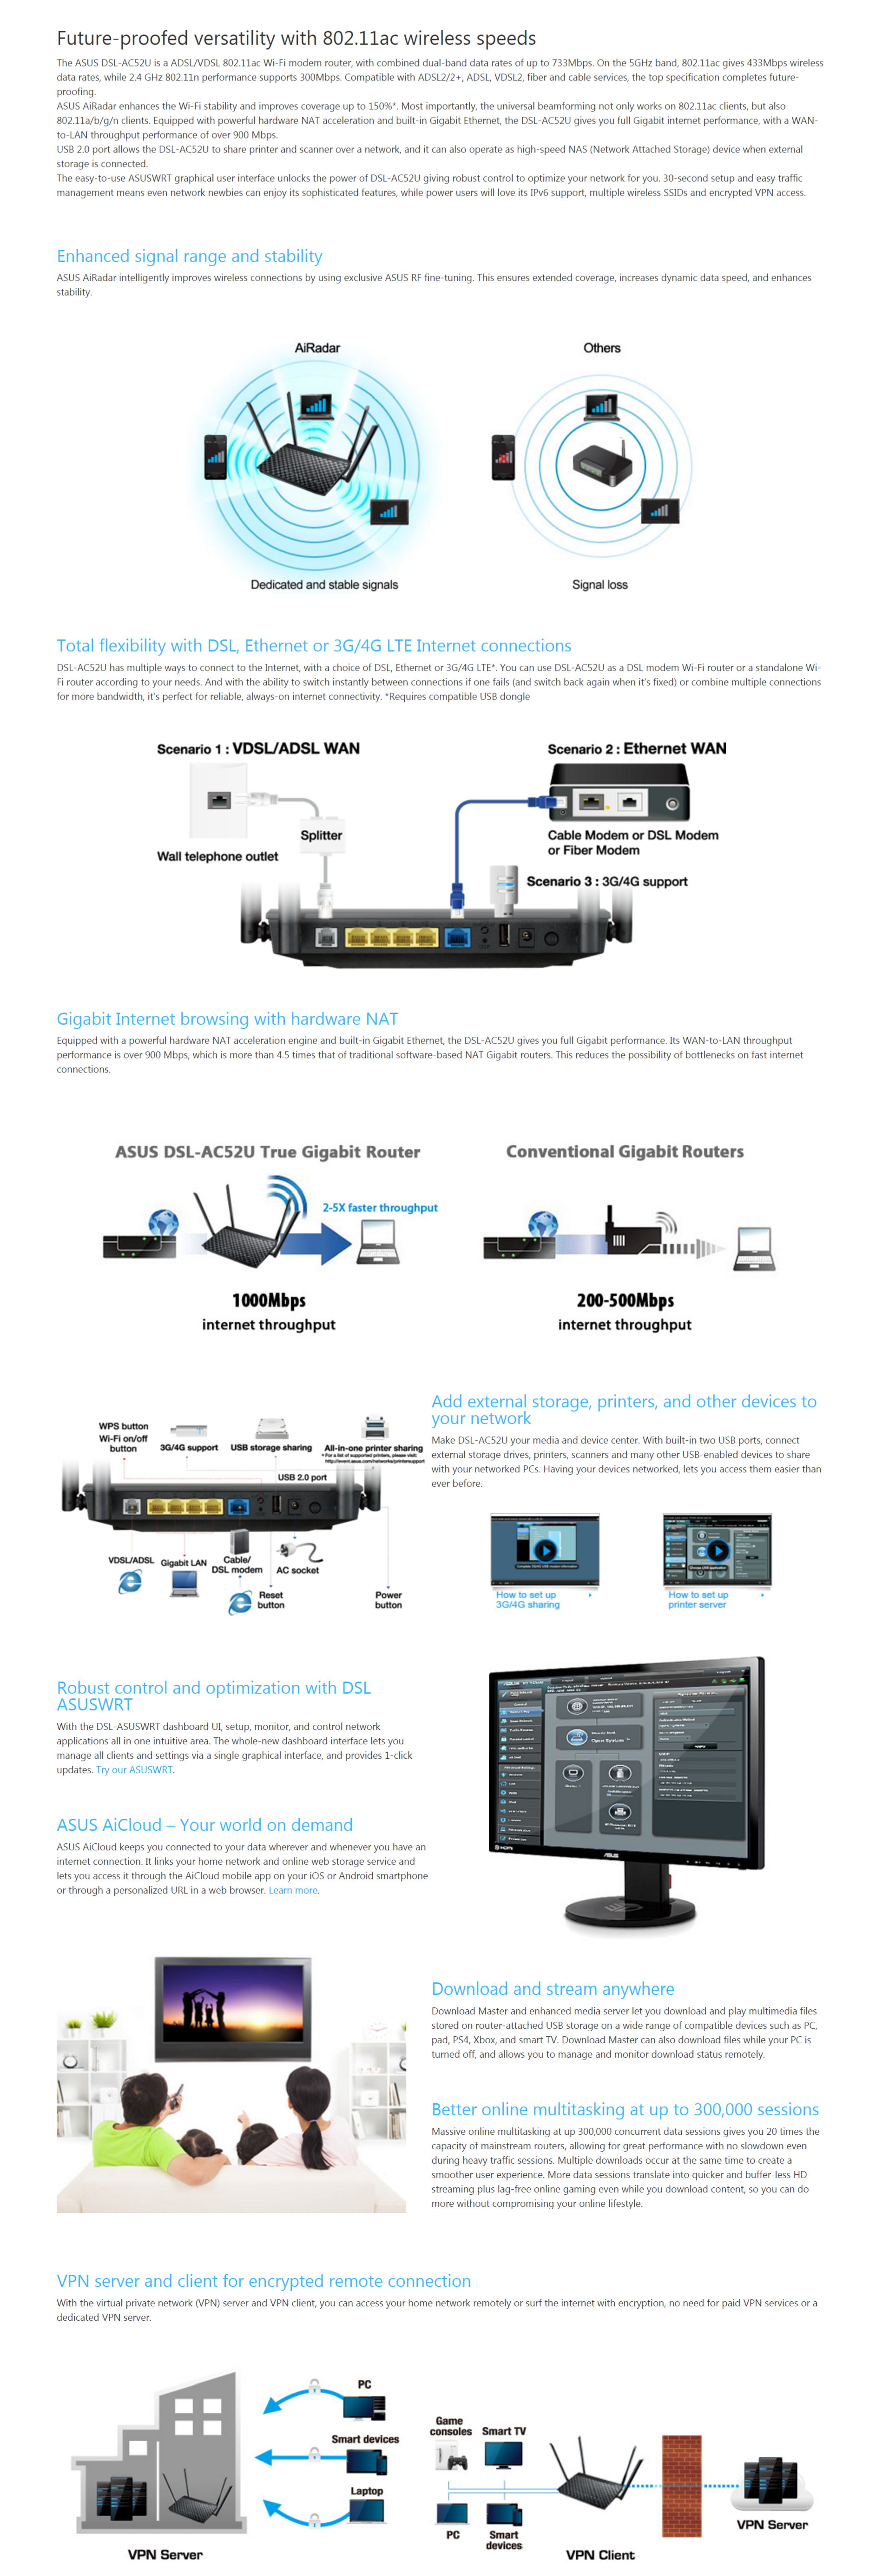 Future-proofed versatility with 802.11ac wireless speeds
The ASUS DSL-AC52U is a ADSL/VDSL 802.11ac Wi-Fi modem router, with combined dual-band data rates of up to 733Mbps. On the 5GHz band, 802.11ac gives 433Mbps wireless
data rates, while 2.4 GHz 802.11n performance supports 300Mbps. Compatible with ADSL2/2+, ADSL, VDSL2, fiber and cable services, the top specification completes future-
proofing.
ASUS AiRadar enhances the Wi-Fi stability and improves coverage up to 150%*. Most importantly, the universal beamforming not only works on 802.11ac clients, but also
802.11a/b/g/n clients. Equipped with powerful hardware NAT acceleration and built-in Gigabit Ethernet, the DSL-AC52U gives you full Gigabit internet performance, with a WAN-
to-LAN throughput performance of over 900 Mbps.
USB 2.0 port allows the DSL-AC52U to share printer and scanner over a network, and it can also operate as high-speed NAS (Network Attached Storage) device when external
storage is connected.
The easy-to-use ASUSWRT graphical user interface unlocks the power of DSL-AC52U giving robust control to optimize your network for you. 30-second setup and easy traffic
management means even network newbies can enjoy its sophisticated features, while power users will love its IPv6 support, multiple wireless SSIDs and encrypted VPN access.
Enhanced signal range and stability
ASUS AiRadar intelligently improves wireless connections by using exclusive ASUS RF fine-tuning. This ensures extended coverage, increases dynamic data speed, and enhances
stability.
AiRadar
Others
Dedicated and stable signals
Signal loss
Total flexibility with DSL, Ethernet or 3G/4G LTE Internet connections
DSL-AC52U has multiple ways to connect to the Internet, with a choice of DSL, Ethernet or 3G/4G LTE*. You can use DSL-AC52U as a DSL modem Wi-Fi router or a standalone Wi-
Fi router according to your needs. And with the ability to switch instantly between connections if one fails (and switch back again when it's fixed) or combine multiple connections
for more bandwidth, it's perfect for reliable, always-on internet connectivity. *Requires compatible USB dongle
Scenario 1 : VDSL/ADSL WAN
Scenario 2 : Ethernet WAN
Splitter
Wall telephone outlet
Cable Modem or DSL Modem
or Fiber Modem
Scenario 3 : 3G/4G support
Gigabit Internet browsing with hardware NAT
Equipped with a powerful hardware NAT acceleration engine and built-in Gigabit Ethernet, the DSL-AC52U gives you full Gigabit performance. Its WAN-to-LAN throughput
performance is over 900 Mbps, which is more than 4.5 times that of traditional software-based NAT Gigabit routers. This reduces the possibility of bottlenecks on fast internet
connections.
ASUS DSL-AC52U True Gigabit Router
Conventional Gigabit Routers
2-5X faster throughput
1000Mbps
internet throughput
200-500Mbps
internet throughput
WPS button
Wi-Fi on/off
button
3G/4G support
USB storage sharing
All-in-one printer sharing
* For a list of supported printers, please visit:
http://event.asus.com/networks/printersupport
USB 2.0 port
VDSL/ADSL
Gigabit LAN
Cable/
DSL modem
AC socket
Reset
button
Power
button
Add external storage, printers, and other devices to
your network
Make DSL-AC52U your media and device center. With built-in two USB ports, connect
external storage drives, printers, scanners and many other USB-enabled devices to share
with your networked PCs. Having your devices networked, lets you access them easier than
ever before.
How to set up
3G/4G sharing
How to set up
printer server
Robust control and optimization with DSL
ASUSWRT
With the DSL-ASUSWRT dashboard UI, setup, monitor, and control network
applications all in one intuitive area. The whole-new dashboard interface lets you
manage all clients and settings via a single graphical interface, and provides 1-click
updates. Try our ASUSWRT.
ASUS AiCloud – Your world on demand
ASUS AiCloud keeps you connected to your data wherever and whenever you have an
internet connection. It links your home network and online web storage service and
lets you access it through the AiCloud mobile app on your iOS or Android smartphone
or through a personalized URL in a web browser. Learn more.
HDMI
ASUS
Download and stream anywhere
Download Master and enhanced media server let you download and play multimedia files
stored on router-attached USB storage on a wide range of compatible devices such as PC,
pad, PS4, Xbox, and smart TV. Download Master can also download files while your PC is
turned off, and allows you to manage and monitor download status remotely.
Better online multitasking at up to 300,000 sessions
Massive online multitasking at up 300,000 concurrent data sessions gives you 20 times the
capacity of mainstream routers, allowing for great performance with no slowdown even
during heavy traffic sessions. Multiple downloads occur at the same time to create a
smoother user experience. More data sessions translate into quicker and buffer-less HD
streaming plus lag-free online gaming even while you download content, so you can do
more without compromising your online lifestyle.
VPN server and client for encrypted remote connection
With the virtual private network (VPN) server and VPN client, you can access your home network remotely or surf the internet with encryption, no need for paid VPN services or a
dedicated VPN server.
PC
Smart devices
Laptop
VPN Server
Game
consoles
Smart TV
PC
Smart
devices
VPN Client
VPN Server